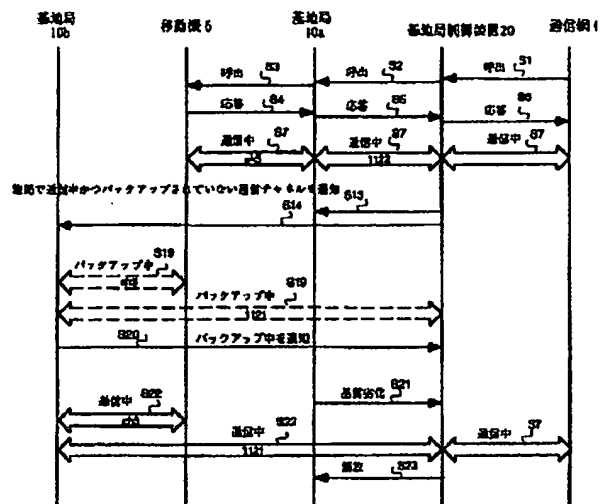 基地局
10b
移動機 5
基地局
10a
基地局制御装置20
通信網 1
呼出 S3
呼出 S2
呼出 S1
応答 S4
応答 S5
応答 S6
通信中 S7
通信中 S7
通信中 S7
1122
で通信中かつバックアップされていない通信チャネルを通知
S14
S13
バックアップ中 S19
バックアップ中 S19
1121
S20 バックアップ中を通知
品質劣化 S21
通信中 S22
通信中 S22
通信中 S7
1121
解放 S23